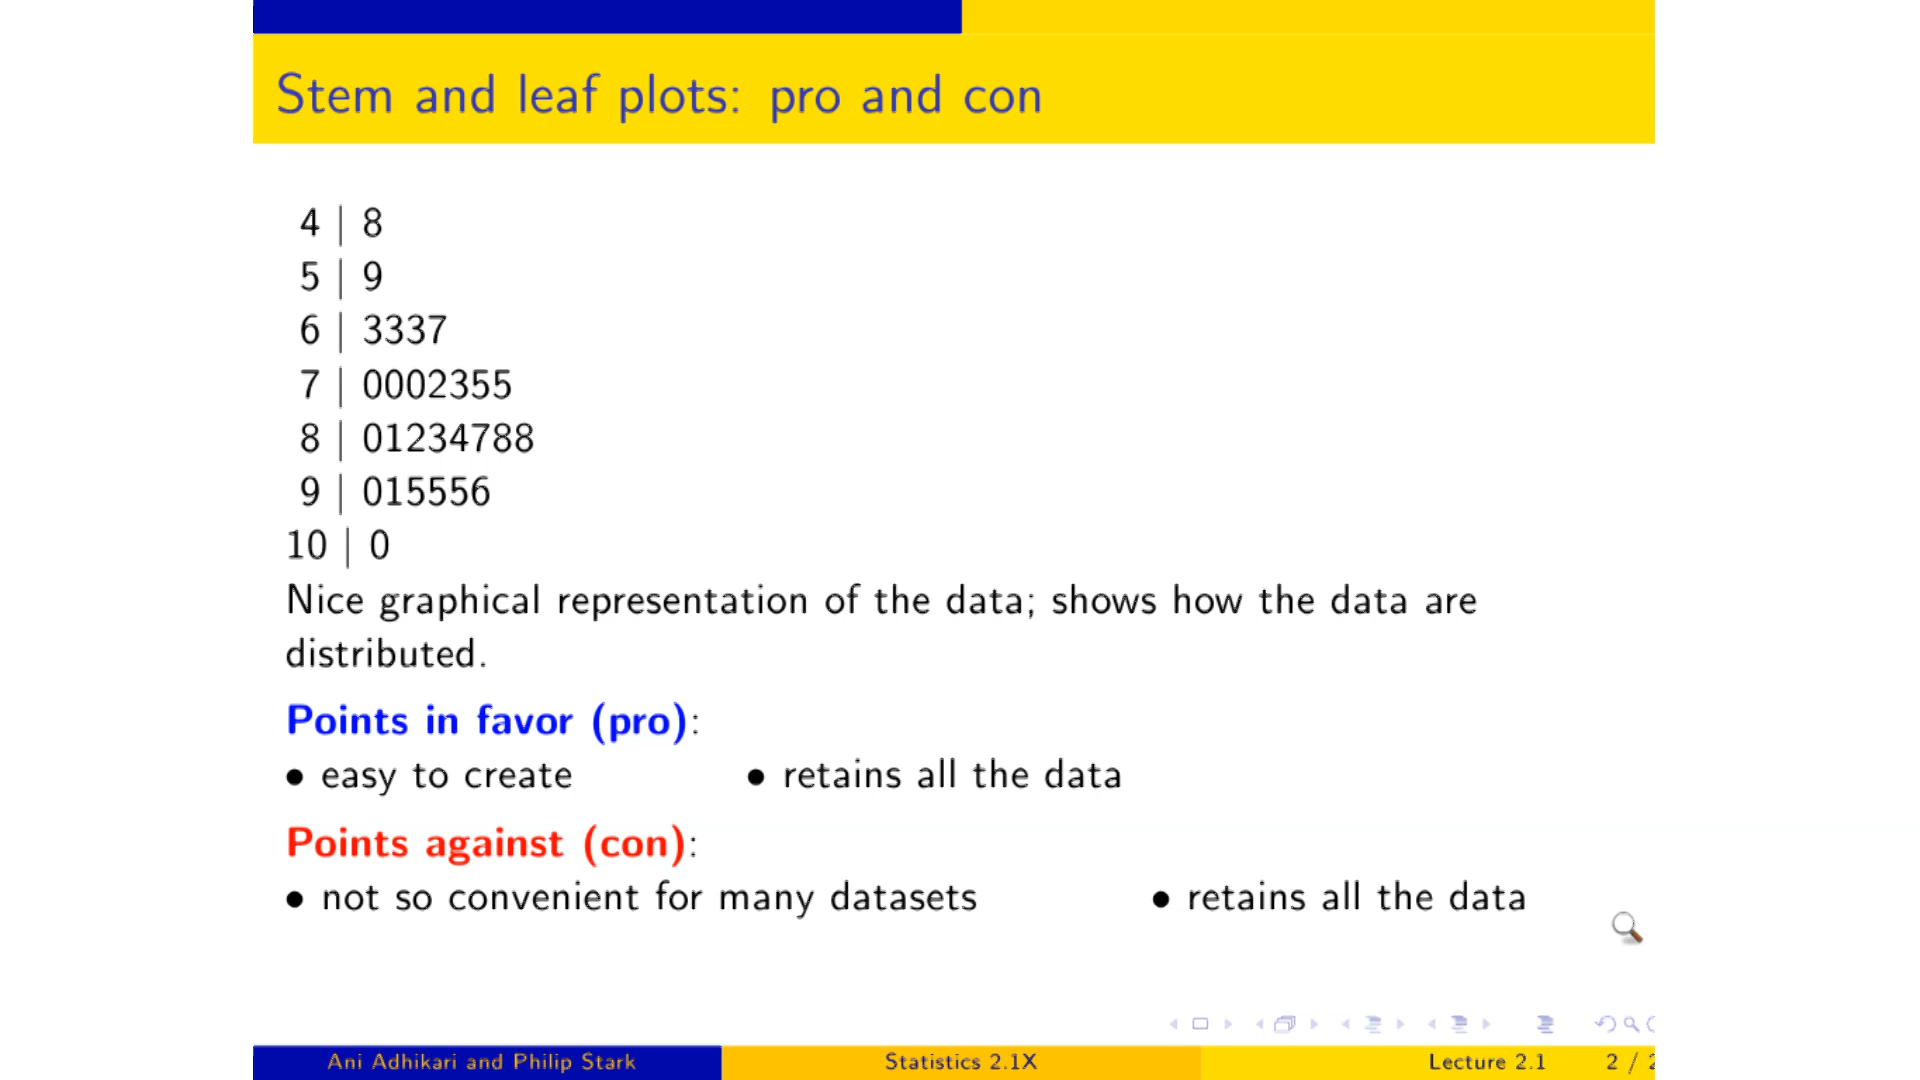 Stem and leaf plots: pro and con
4 | 8
5 | 9
6 | 3337
7 | 0002355
8 | 01234788
9 | 015556
10 | 0
Nice graphical representation of the data; shows how the data are
distributed.
Points in favor (pro):
• easy to create • retains all the data
Points against (con):
• not so convenient for many datasets • retains all the data
Ani Adhikari and Philip Stark Statistics 2.1X Lecture 2.1 2 /